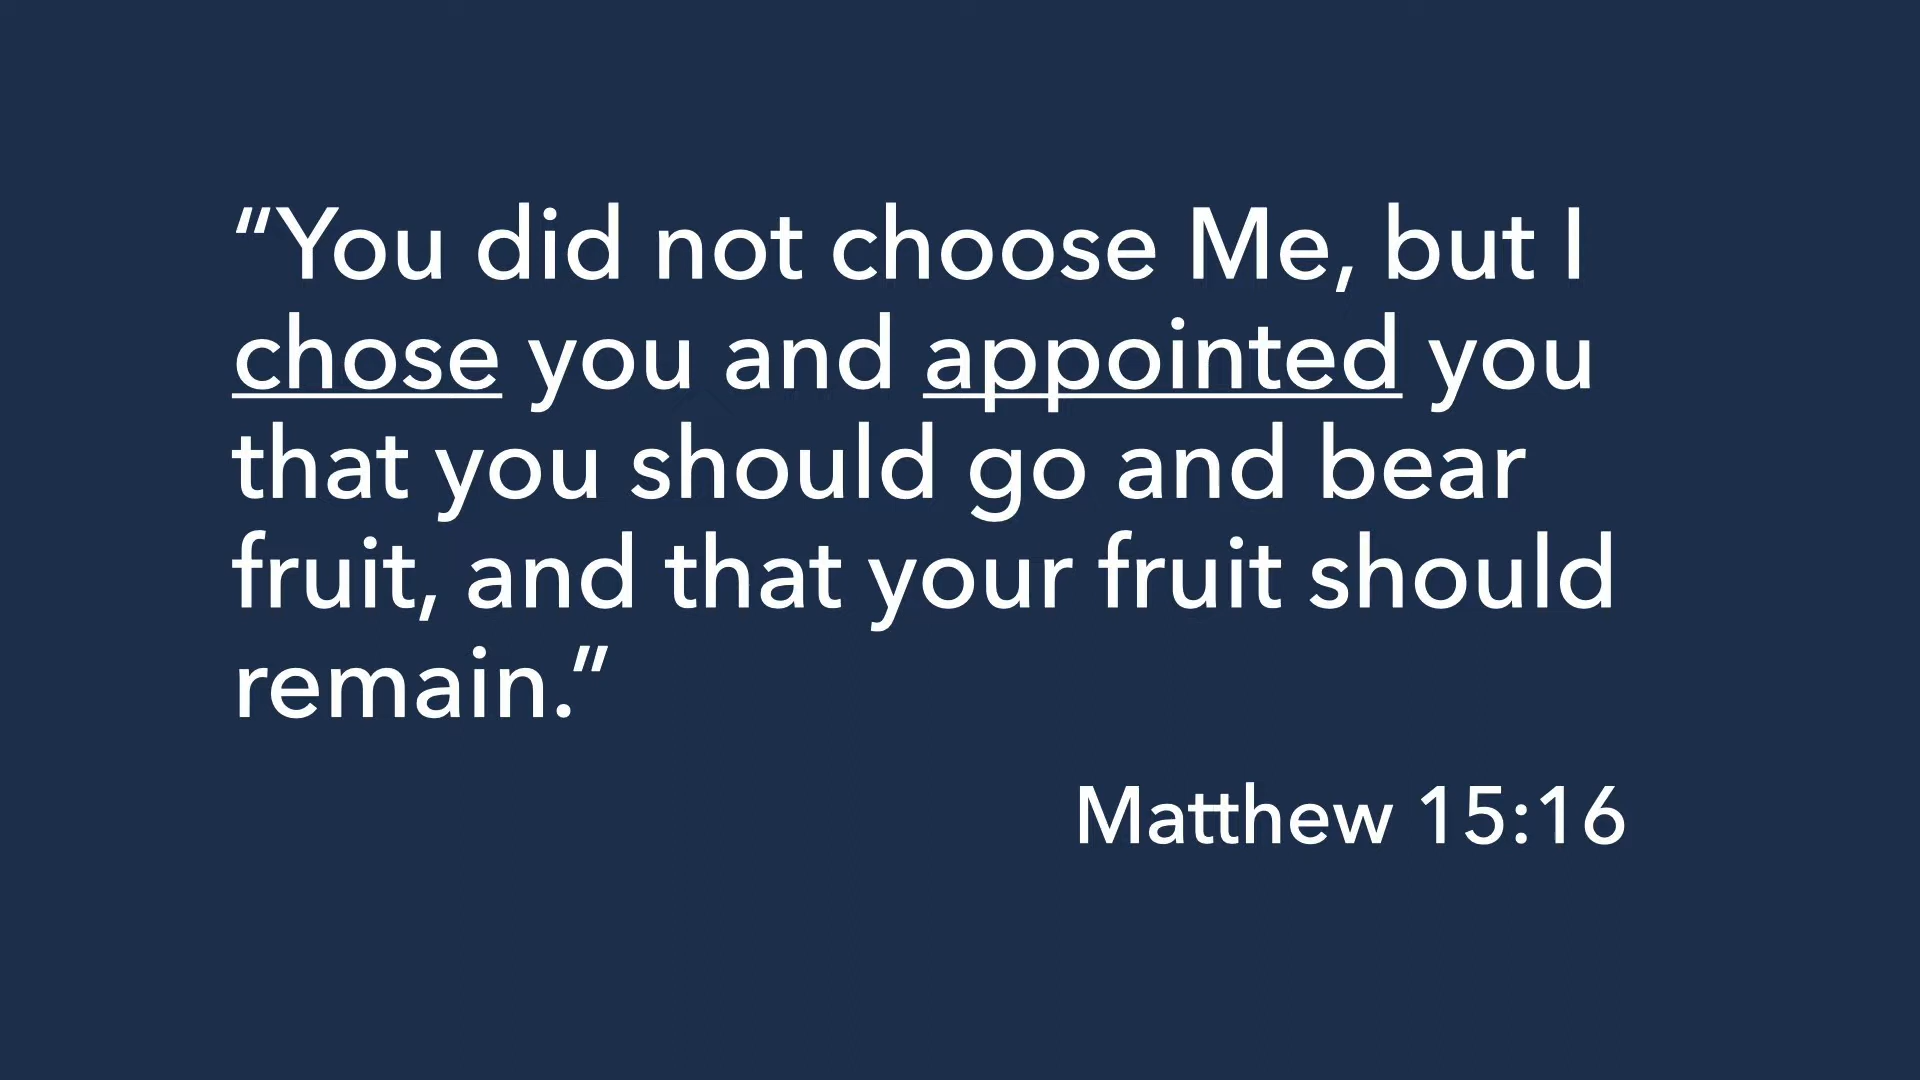 “You did not choose Me, but I
chose you and appointed you
that you should go and bear
fruit, and that your fruit should
remain.”
Matthew 15:16